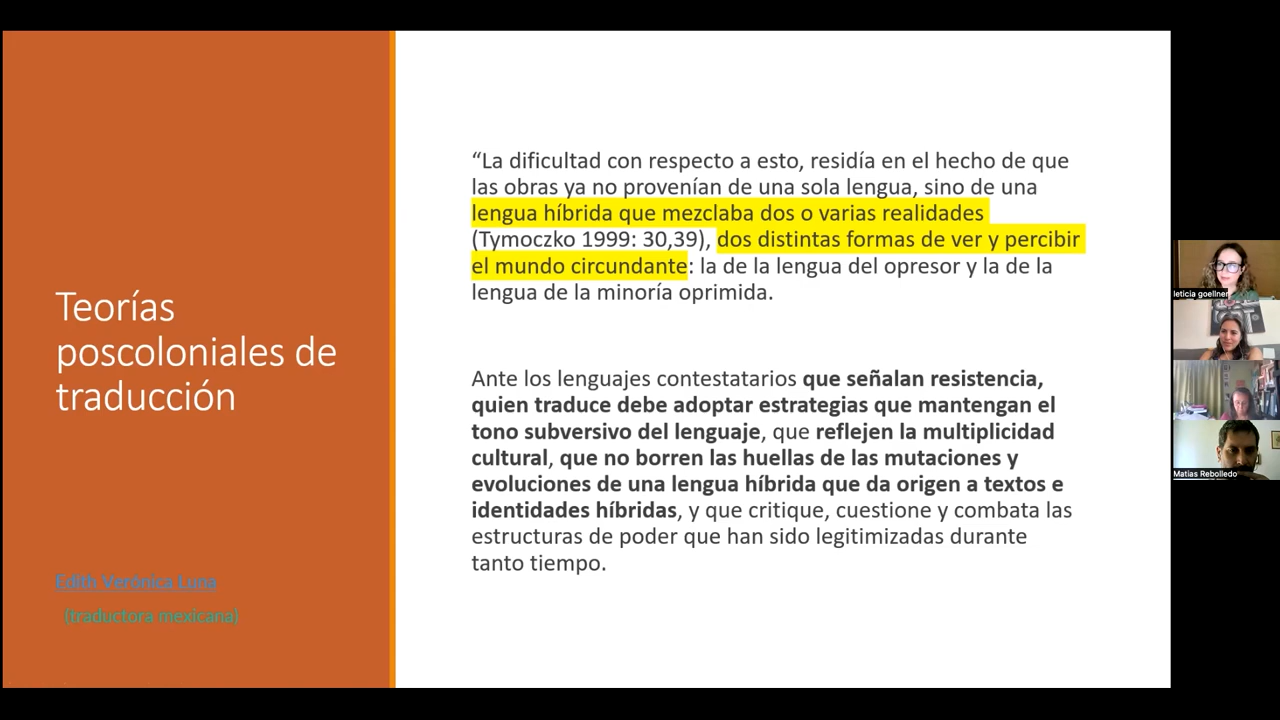 Teorías
poscoloniales de
traducción
Edith Verónica Luna
(traductora mexicana)
“La dificultad con respecto a esto, residía en el hecho de que
las obras ya no provenían de una sola lengua, sino de una
lengua híbrida que mezclaba dos o varias realidades
(Tymoczko 1999: 30,39), dos distintas formas de ver y percibir
el mundo circundante: la de la lengua del opresor y la de la
lengua de la minoría oprimida.
Ante los lenguajes contestatarios que señalan resistencia,
quien traduce debe adoptar estrategias que mantengan el
tono subversivo del lenguaje, que reflejen la multiplicidad
cultural, que no borren las huellas de las mutaciones y
evoluciones de una lengua híbrida que da origen a textos e
identidades híbridas, y que critique, cuestione y combata las
estructuras de poder que han sido legitimizadas durante
tanto tiempo.
leticia goellner
Matias Rebolledo